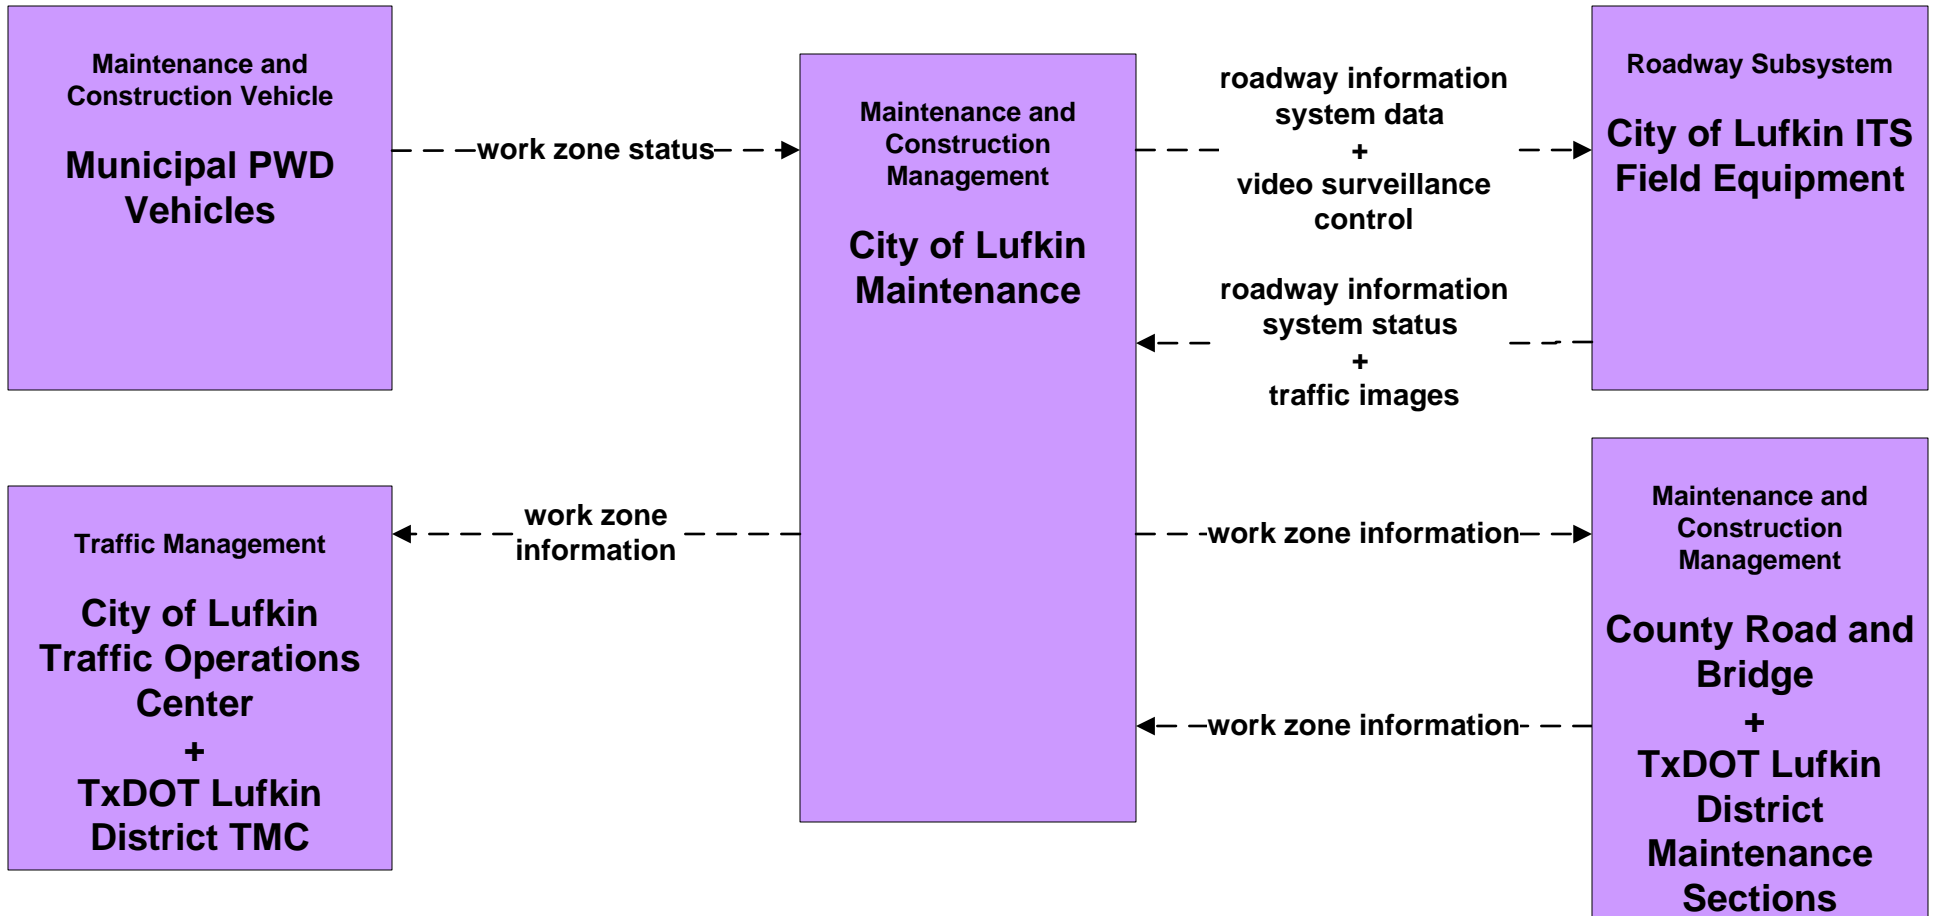 Maintenance and
Construction Vehicle
Municipal PWD
Vehicles
work zone status
Maintenance and
Construction
Management
City of Lufkin
Maintenance
roadway information
system data
+
video surveillance
control
Roadway Subsystem
City of Lufkin ITS
Field Equipment
roadway information
system status
+
traffic images
Traffic Management
City of Lufkin
Traffic Operations
Center
+
TxDOT Lufkin
District TMC
work zone
information
work zone information
work zone information
Maintenance and
Construction
Management
County Road and
Bridge
+
TxDOT Lufkin
District
Maintenance
Sections